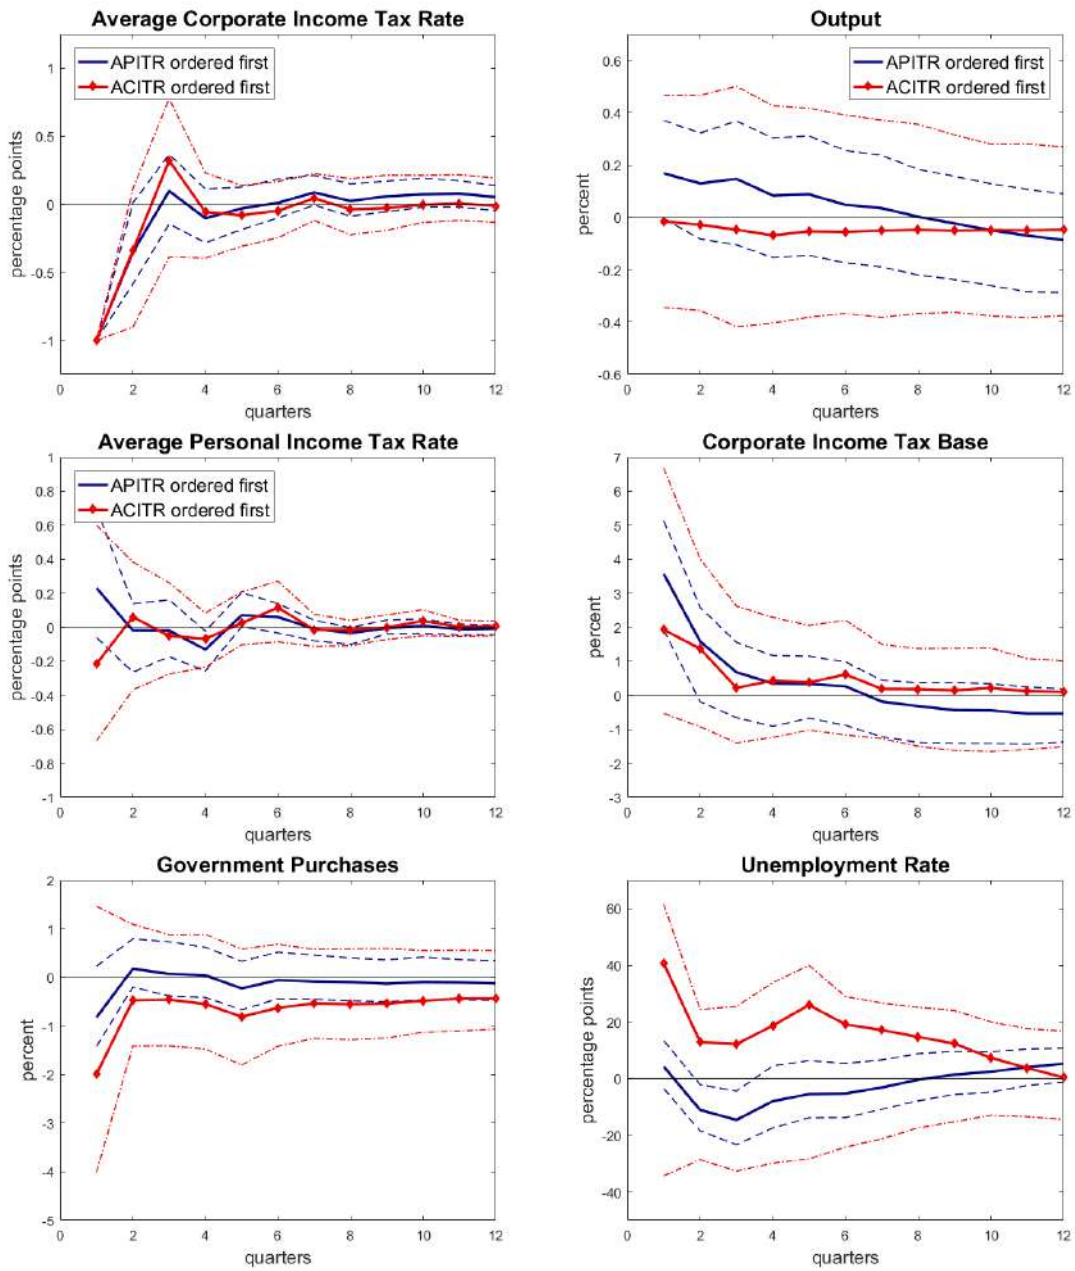 Average Corporate Income Tax Rate
APITR ordered first
ACITR ordered first
percentage points
1
0.5
0
-0.5
-1
0 2 4 6 8 10 12
quarters
Output
APITR ordered first
ACITR ordered first
percent
0.6
0.4
0.2
0
-0.2
-0.4
-0.6
0 2 4 6 8 10 12
quarters
Average Personal Income Tax Rate
APITR ordered first
ACITR ordered first
percentage points
1
0.8
0.6
0.4
0.2
0
-0.2
-0.4
-0.6
-0.8
-1
0 2 4 6 8 10 12
quarters
Corporate Income Tax Base
percent
7
6
5
4
3
2
1
0
-1
-2
-3
0 2 4 6 8 10 12
quarters
Government Purchases
percent
2
1
0
-1
-2
-3
-4
-5
0 2 4 6 8 10 12
quarters
Unemployment Rate
percentage points
60
40
20
0
-20
-40
0 2 4 6 8 10 12
quarters